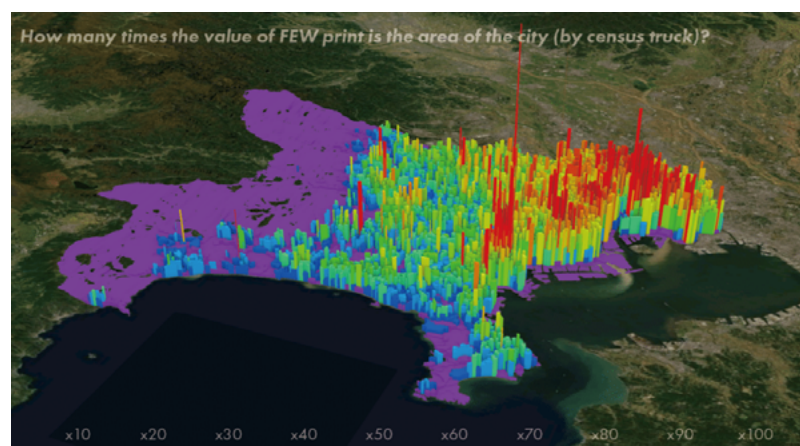 How many times the value of FEW print is the area of the city (by census truck)?
x10 x20 x30 x40 x50 x60 x70 x80 x90 x100